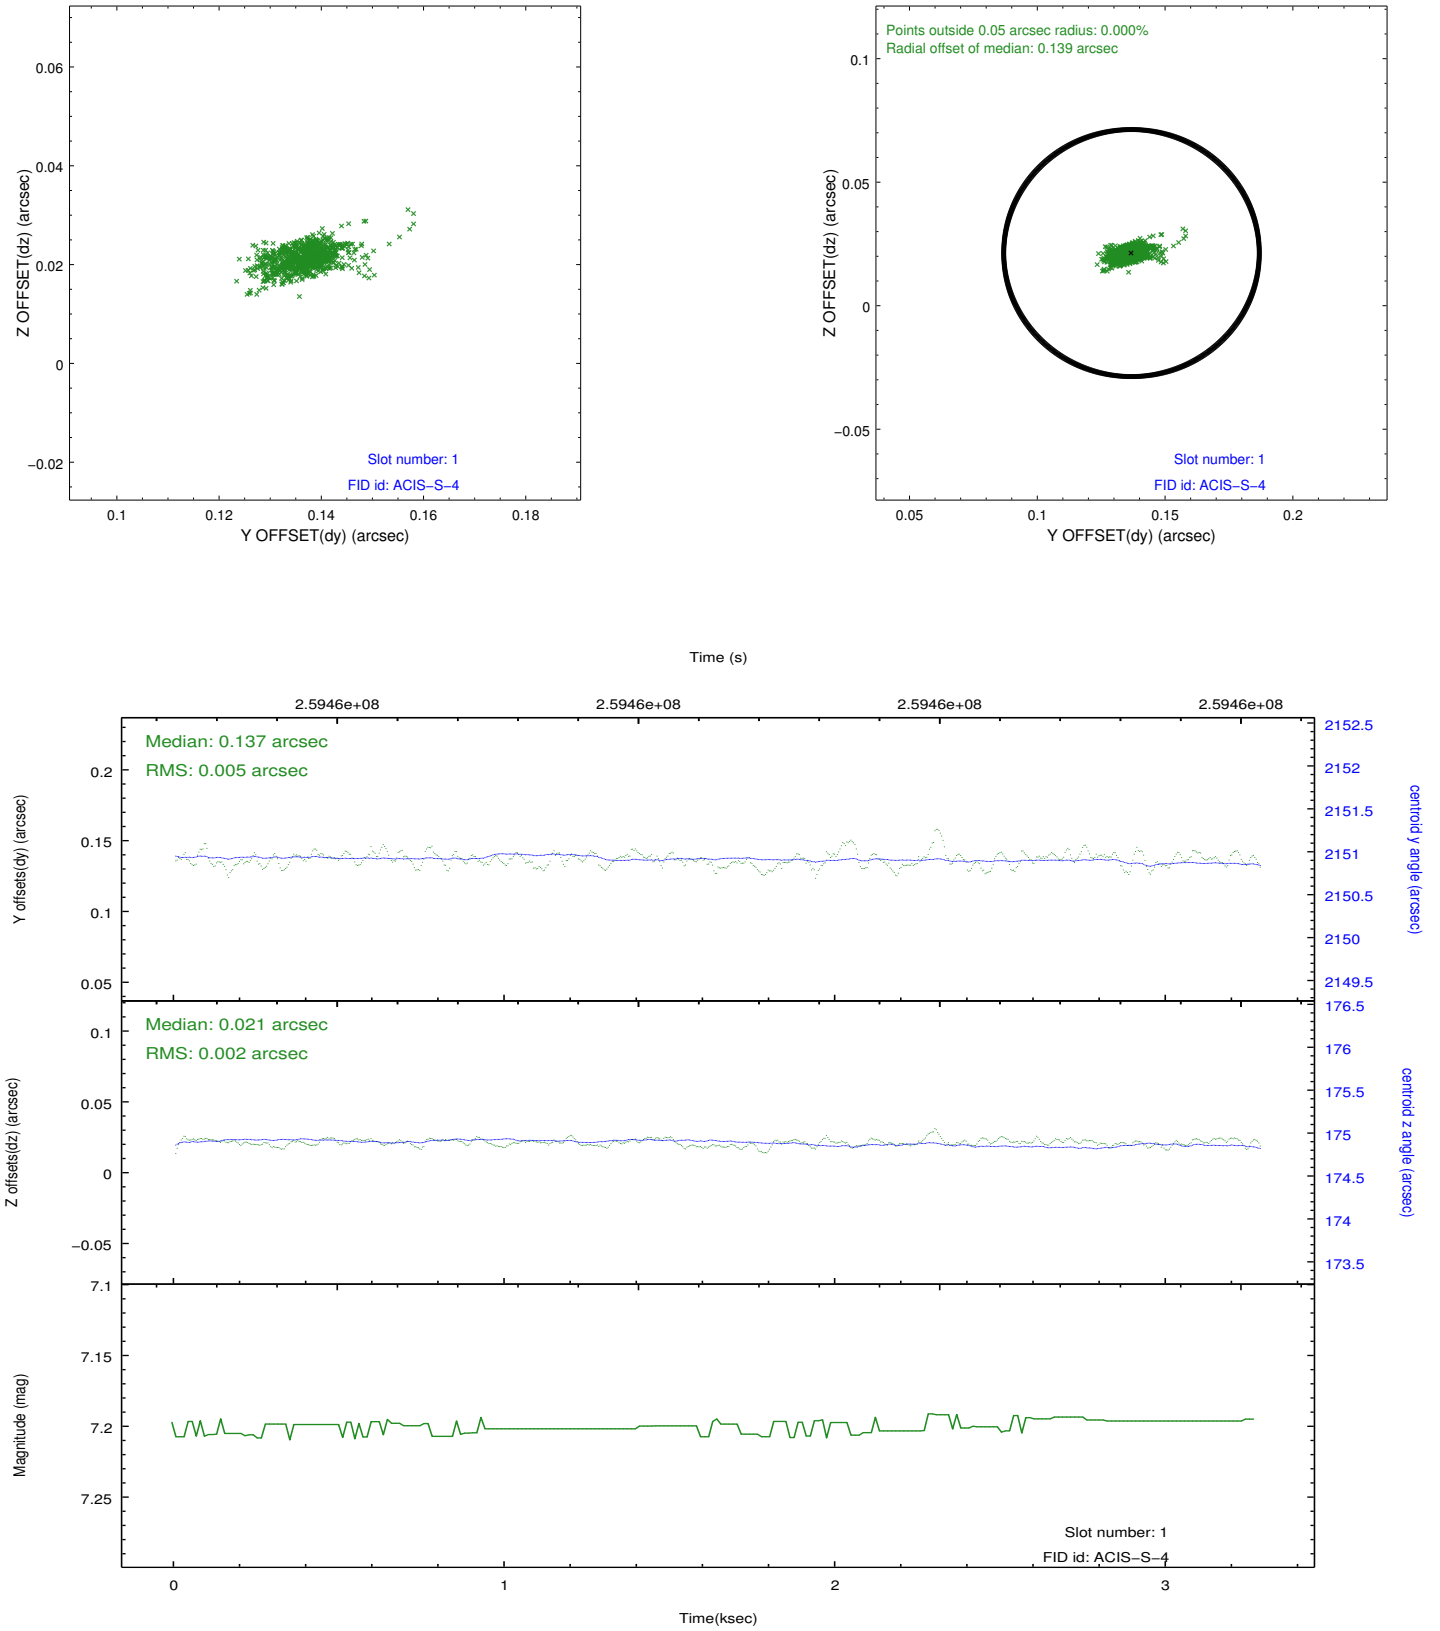 0.06
0.04
0.02
0
−0.02
Z OFFSET(dz) (arcsec)
Slot number: 1
FID id: ACIS−S−4
0.1
0.12
0.14
0.16
0.18
Y OFFSET(dy) (arcsec)
Points outside 0.05 arcsec radius: 0.000%
Radial offset of median: 0.139 arcsec
0.1
0.05
0
−0.05
Z OFFSET(dz) (arcsec)
Slot number: 1
FID id: ACIS−S−4
0.05
0.1
0.15
0.2
Y OFFSET(dy) (arcsec)
Time (s)
2.5946e+08
2.5946e+08
2.5946e+08
2.5946e+08
Median: 0.137 arcsec
RMS: 0.005 arcsec
0.2
0.15
0.1
0.05
Y offsets(dy) (arcsec)
2152.5
2152
2151.5
2151
2150.5
2150
2149.5
centroid y angle (arcsec)
Median: 0.021 arcsec
RMS: 0.002 arcsec
0.1
0.05
0
−0.05
Z offsets(dz) (arcsec)
176.5
176
175.5
175
174.5
174
173.5
centroid z angle (arcsec)
7.1
7.15
7.2
7.25
Magnitude (mag)
Slot number: 1
FID id: ACIS−S−4
0
1
2
3
Time(ksec)